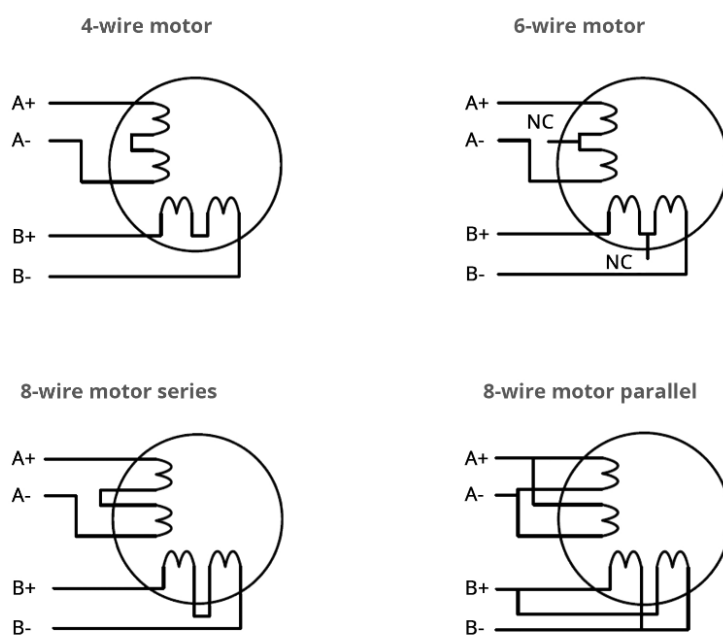 4-wire motor
A+
A-
B+
B-
6-wire motor
A+
NC
A-
B+
NC
B-
8-wire motor series
A+
A-
B+
B-
8-wire motor parallel
A+
A-
B+
B-